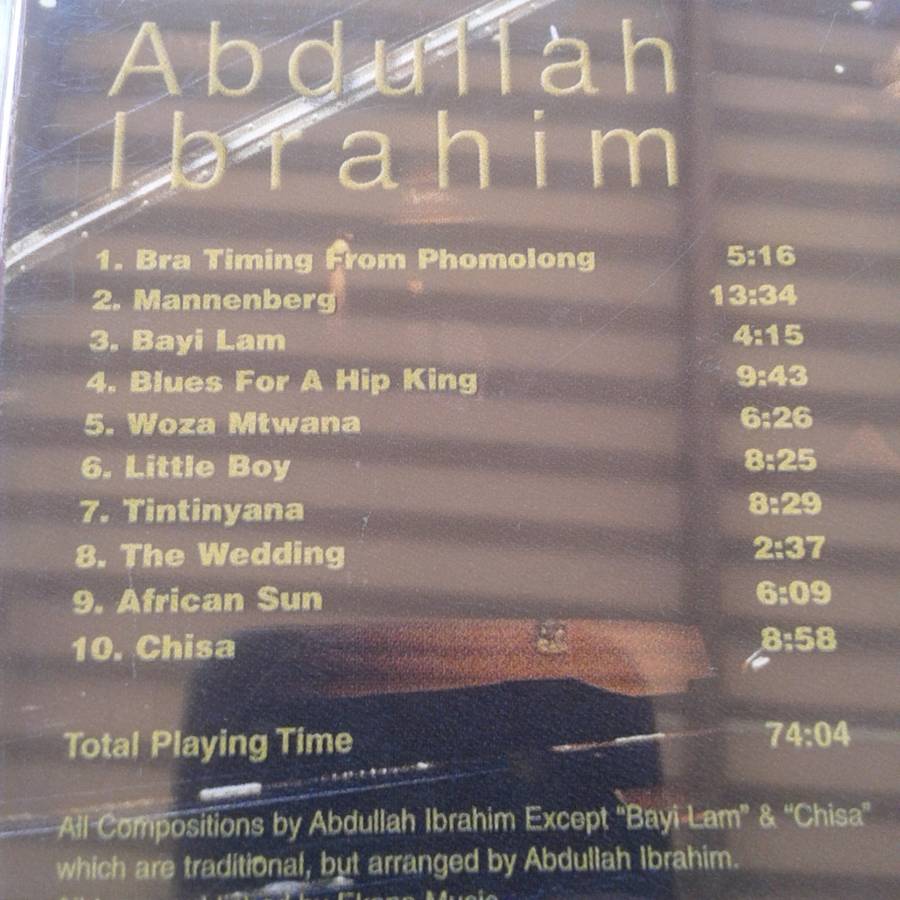 Abdullah
Ibrahim
1. Bra Timing From Phomolong 5:16
2. Mannenberg 13:34
3. Bayi Lam 4:15
4. Blues For A Hip King 9:43
5. Woza Mtwana 6:26
6. Little Boy 8:25
7. Tintinyana 8:29
8. The Wedding 2:37
9. African Sun 6:09
10. Chisa 8:58
Total Playing Time 74:04
All Compositions by Abdullah Ibrahim Except “Bayi Lam” & “Chisa”
which are traditional, but arranged by Abdullah Ibrahim.
by Ekapa Music